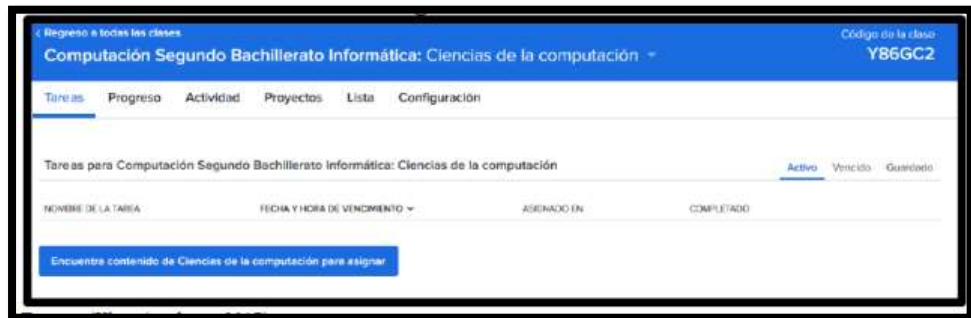 ‹ Regreso a todas las clases
Código de la clase
Computación Segundo Bachillerato Informática: Ciencias de la computación
Y86GC2
Tareas Progreso Actividad Proyectos Lista Configuración
Tareas para Computación Segundo Bachillerato Informática: Ciencias de la computación
Activo Vencido Guardado
NOMBRE DE LA TAREA FECHA Y HORA DE VENCIMIENTO ASIGNADO EN COMPLETADO
Encuentra contenido de Ciencias de la computación para asignar